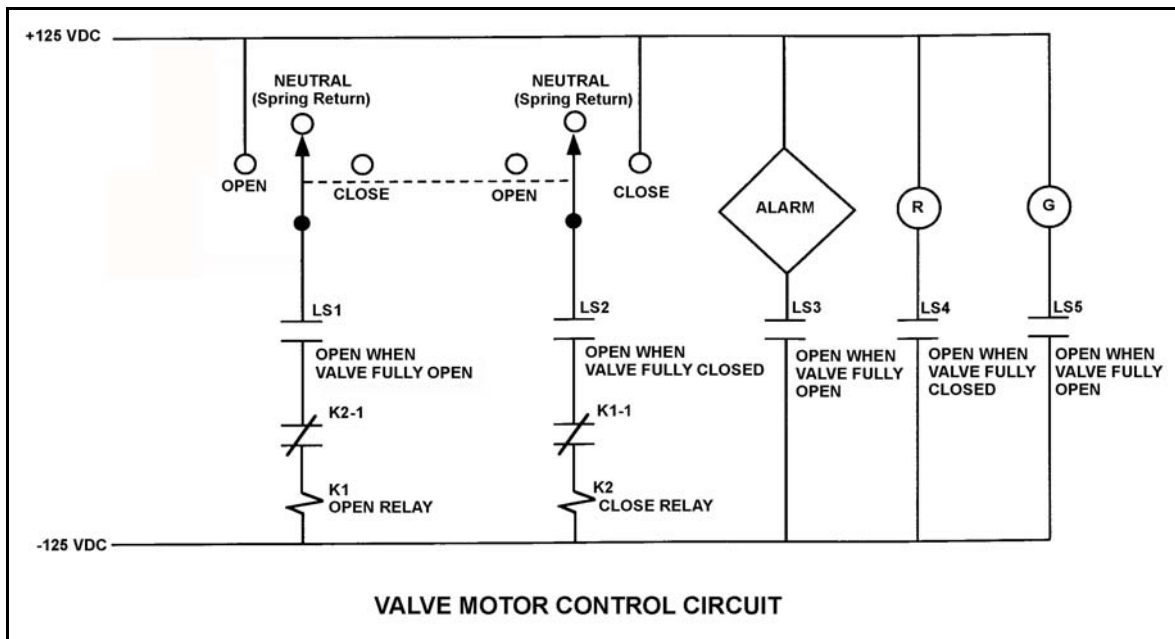 +125 VDC
NEUTRAL
(Spring Return)
NEUTRAL
(Spring Return)
OPEN
CLOSE
OPEN
CLOSE
ALARM
R
G
LS1
OPEN WHEN
VALVE FULLY OPEN
LS2
OPEN WHEN
VALVE FULLY CLOSED
LS3
OPEN WHEN
VALVE FULLY
OPEN
LS4
OPEN WHEN
VALVE FULLY
CLOSED
LS5
OPEN WHEN
VALVE FULLY
OPEN
K2-1
K1-1
K1
OPEN RELAY
K2
CLOSE RELAY
-125 VDC
VALVE MOTOR CONTROL CIRCUIT